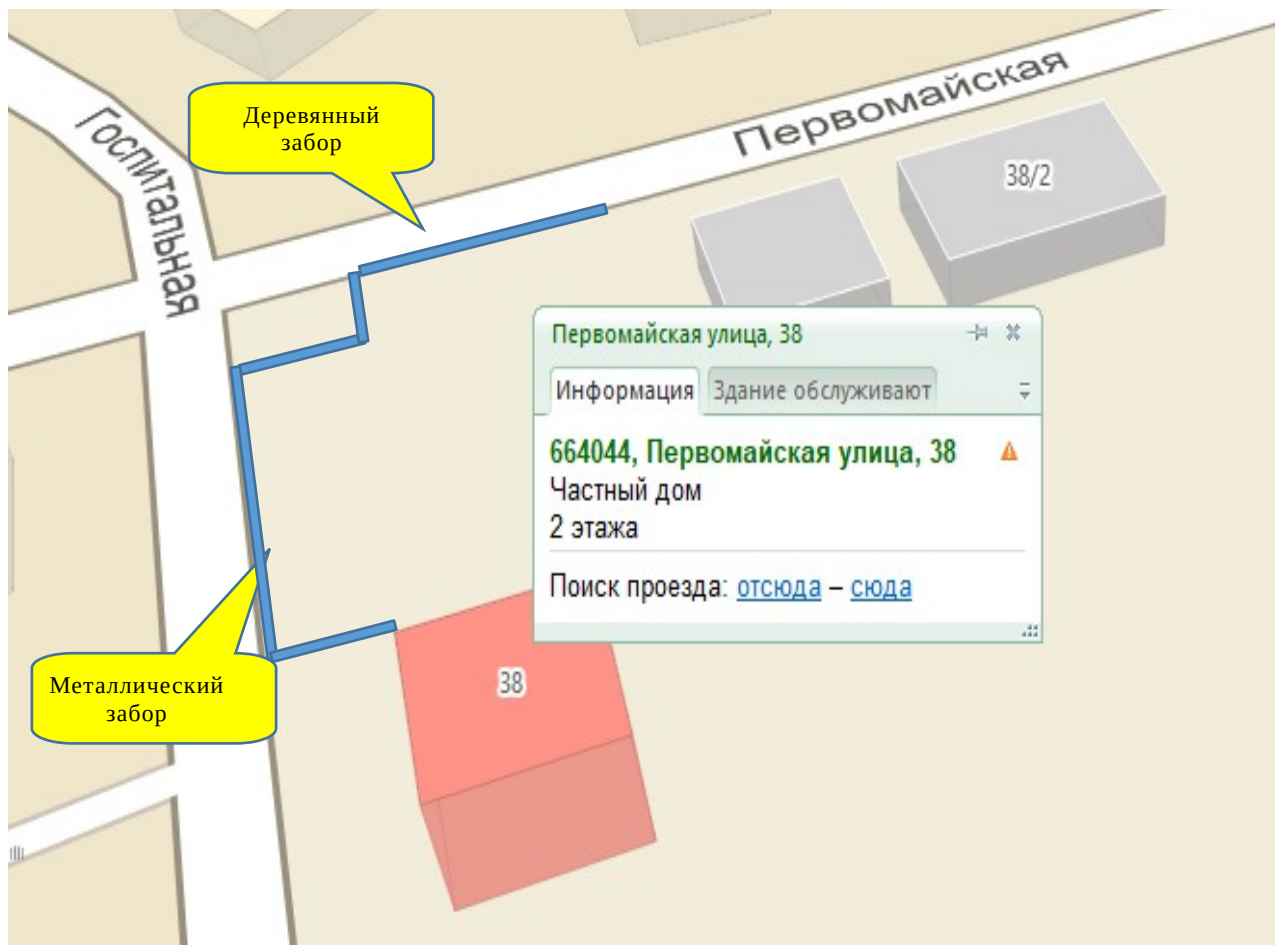 Деревянный
забор
Первомайская
Госпитальная
38/2
Первомайская улица, 38
Информация
Здание обслуживают
664044, Первомайская улица, 38
Частный дом
2 этажа
Поиск проезда: отсюда – сюда
38
Металлический
забор